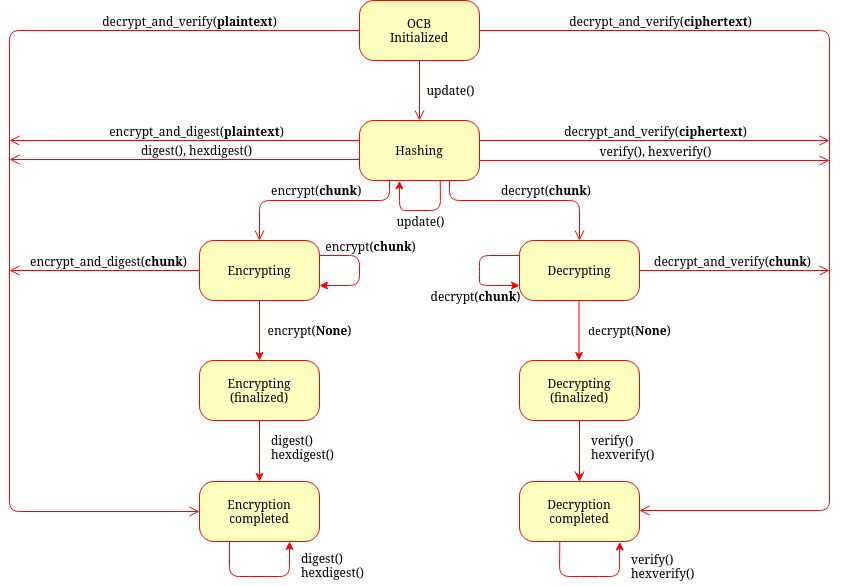 decrypt_and_verify(plaintext)
OCB
Initialized
decrypt_and_verify(ciphertext)
update()
encrypt_and_digest(plaintext)
digest(), hexdigest()
Hashing
decrypt_and_verify(ciphertext)
verify(), hexverify()
encrypt(chunk)
update()
decrypt(chunk)
encrypt_and_digest(chunk)
Encrypting
encrypt(chunk)
decrypt(chunk)
Decrypting
decrypt_and_verify(chunk)
encrypt(None)
decrypt(None)
Encrypting
(finalized)
Decrypting
(finalized)
digest()
hexdigest()
verify()
hexverify()
Encryption
completed
Decryption
completed
digest()
hexdigest()
verify()
hexverify()